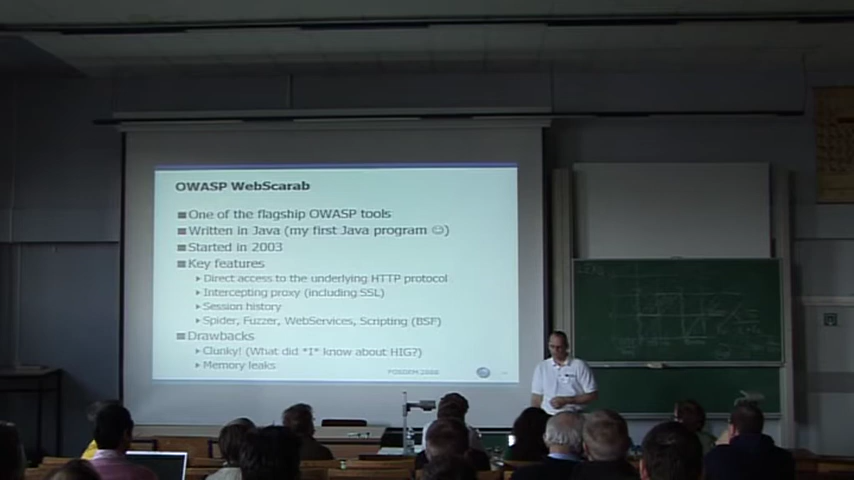 OWASP WebScarab
One of the flagship OWASP tools
Written in Java (my first Java program ☺)
Started in 2003
Key features
Direct access to the underlying HTTP protocol
Intercepting proxy (including SSL)
Session history
Spider, Fuzzer, WebServices, Scripting (BSF)
Drawbacks
Clunky! (What did *I* know about HIG?)
Memory leaks